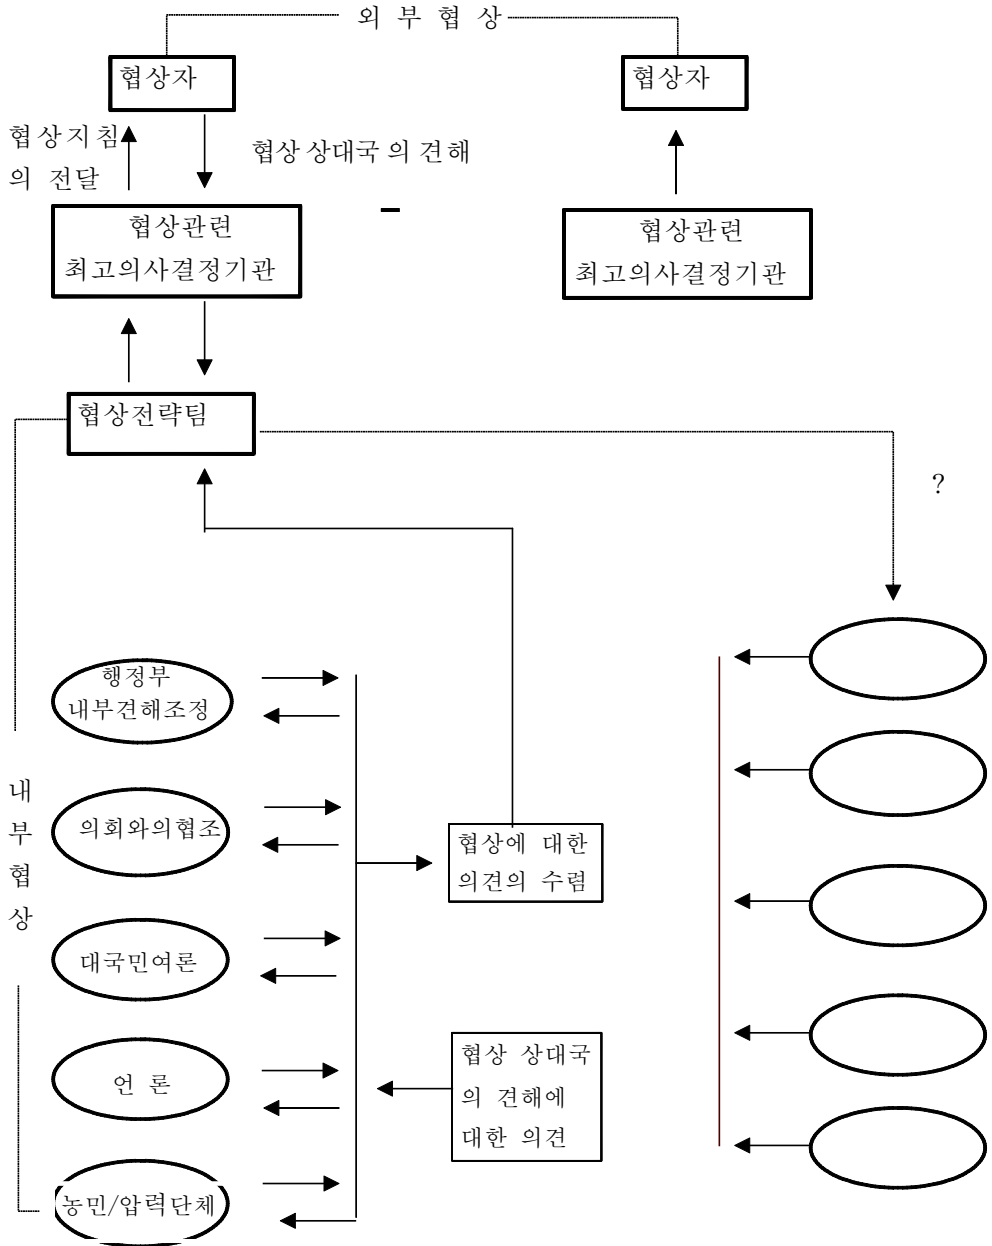 외 부 협 상
협상자
협상자
협상지침
의 전달
협상 상대국 의 견해
협상관련
최고의사결정기관
협상관련
최고의사결정기관
협상전략팀
?
행정부
내부견해조정
내
부
협
상
의회와의협조
협상에 대한
의견의 수렴
대국민여론
언 론
협상 상대국
의 견해에
대한 의견
농민/압력단체